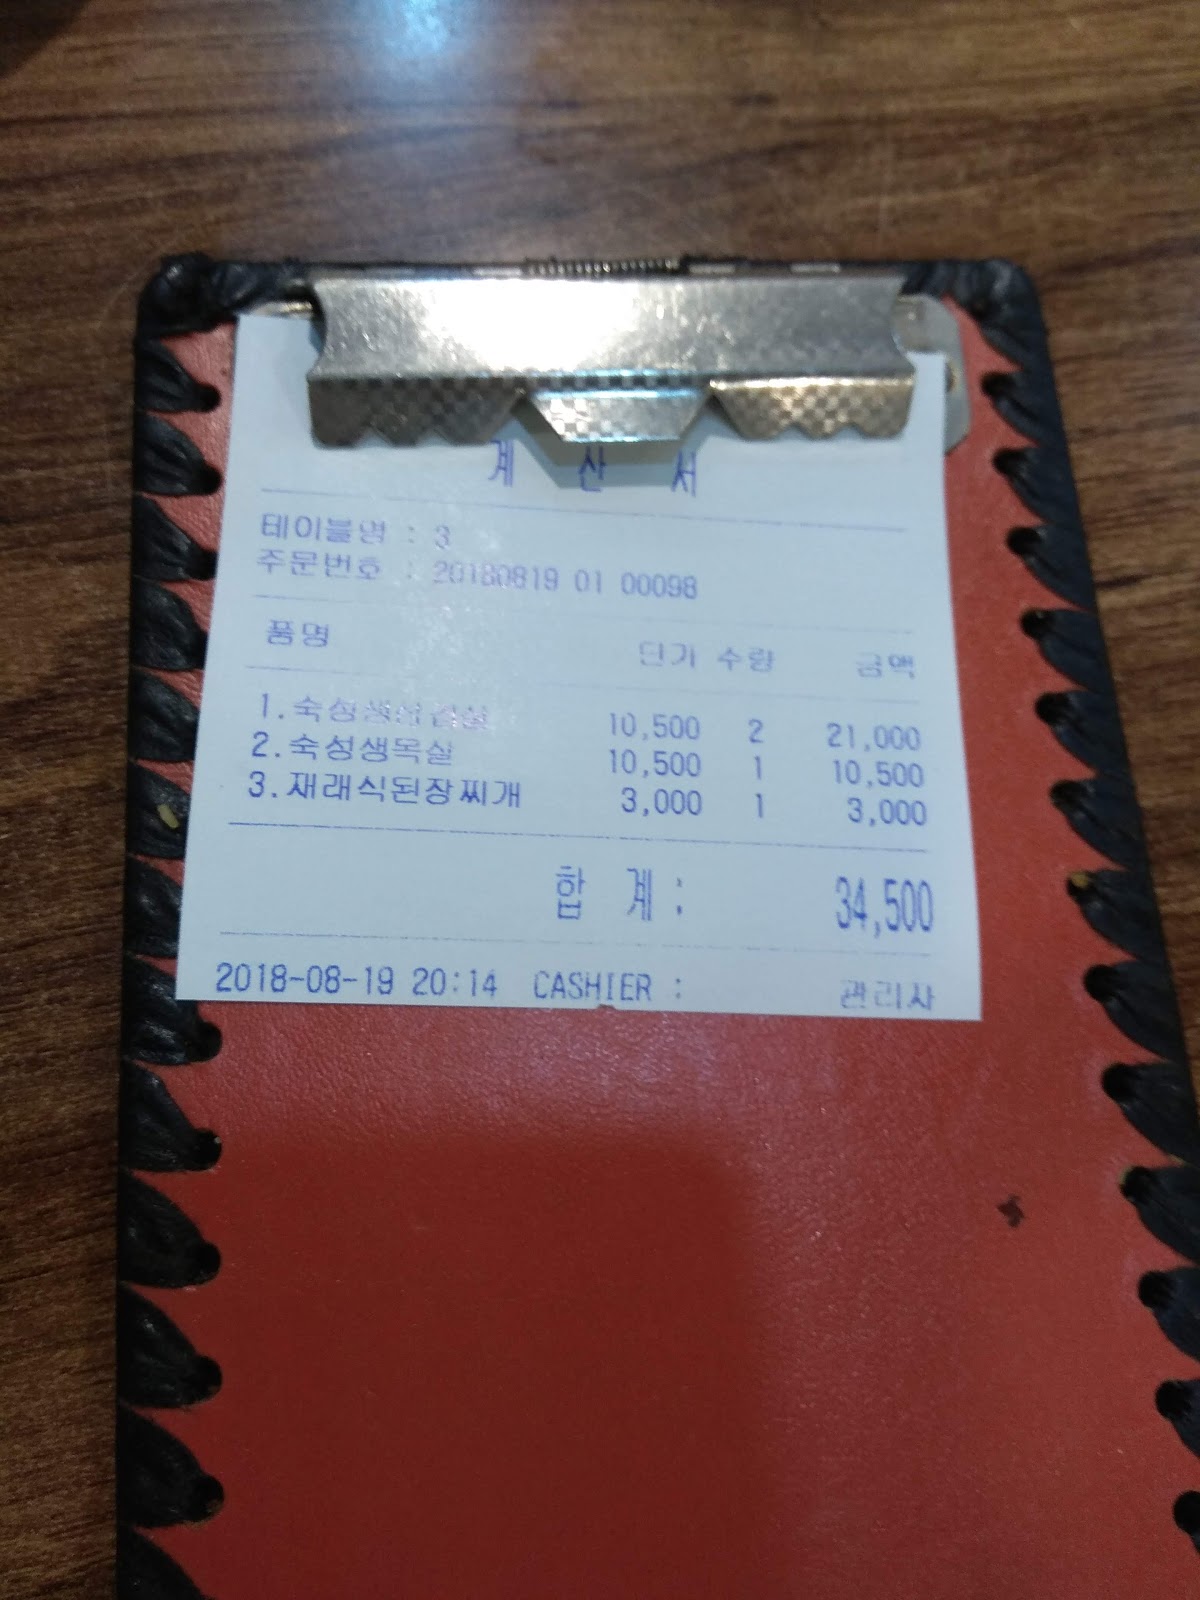 계 산 서
테이블명 : 3
주문번호 : 20180819 01 00098
품명 단가 수량 금액
1.숙성생삼겹살 10,500 2 21,000
2.숙성생목살 10,500 1 10,500
3.재래식된장찌개 3,000 1 3,000
합 계 : 34,500
2018-08-19 20:14 CASHIER : 관리자